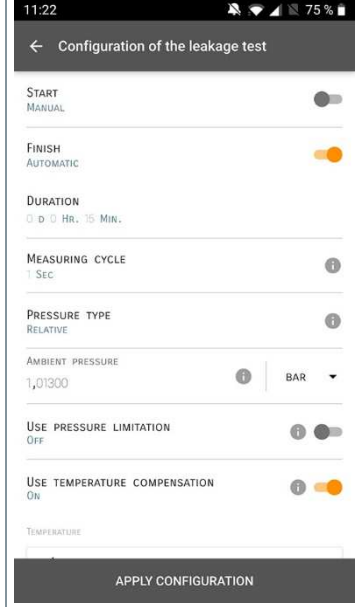 11:22
75 %
Configuration of the leakage test
START
MANUAL
FINISH
AUTOMATIC
DURATION
0 D 0 HR. 15 MIN.
MEASURING CYCLE
1 SEC
PRESSURE TYPE
RELATIVE
AMBIENT PRESSURE
1,01300
BAR
USE PRESSURE LIMITATION
OFF
USE TEMPERATURE COMPENSATION
ON
TEMPERATURE
APPLY CONFIGURATION